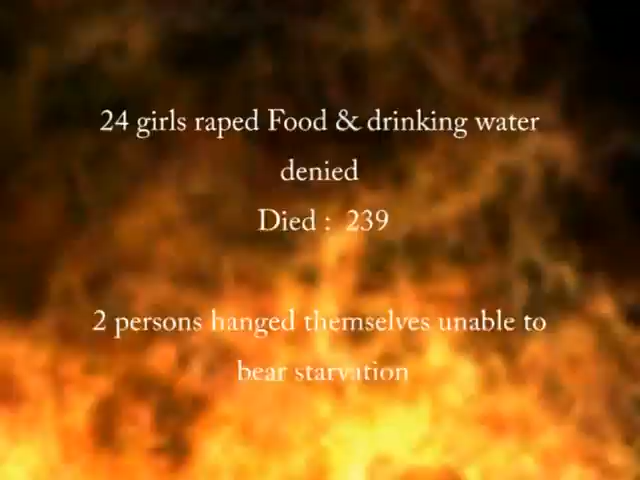 24 girls raped Food & drinking water
denied
Died : 239
2 persons hanged themselves unable to
bear starvation